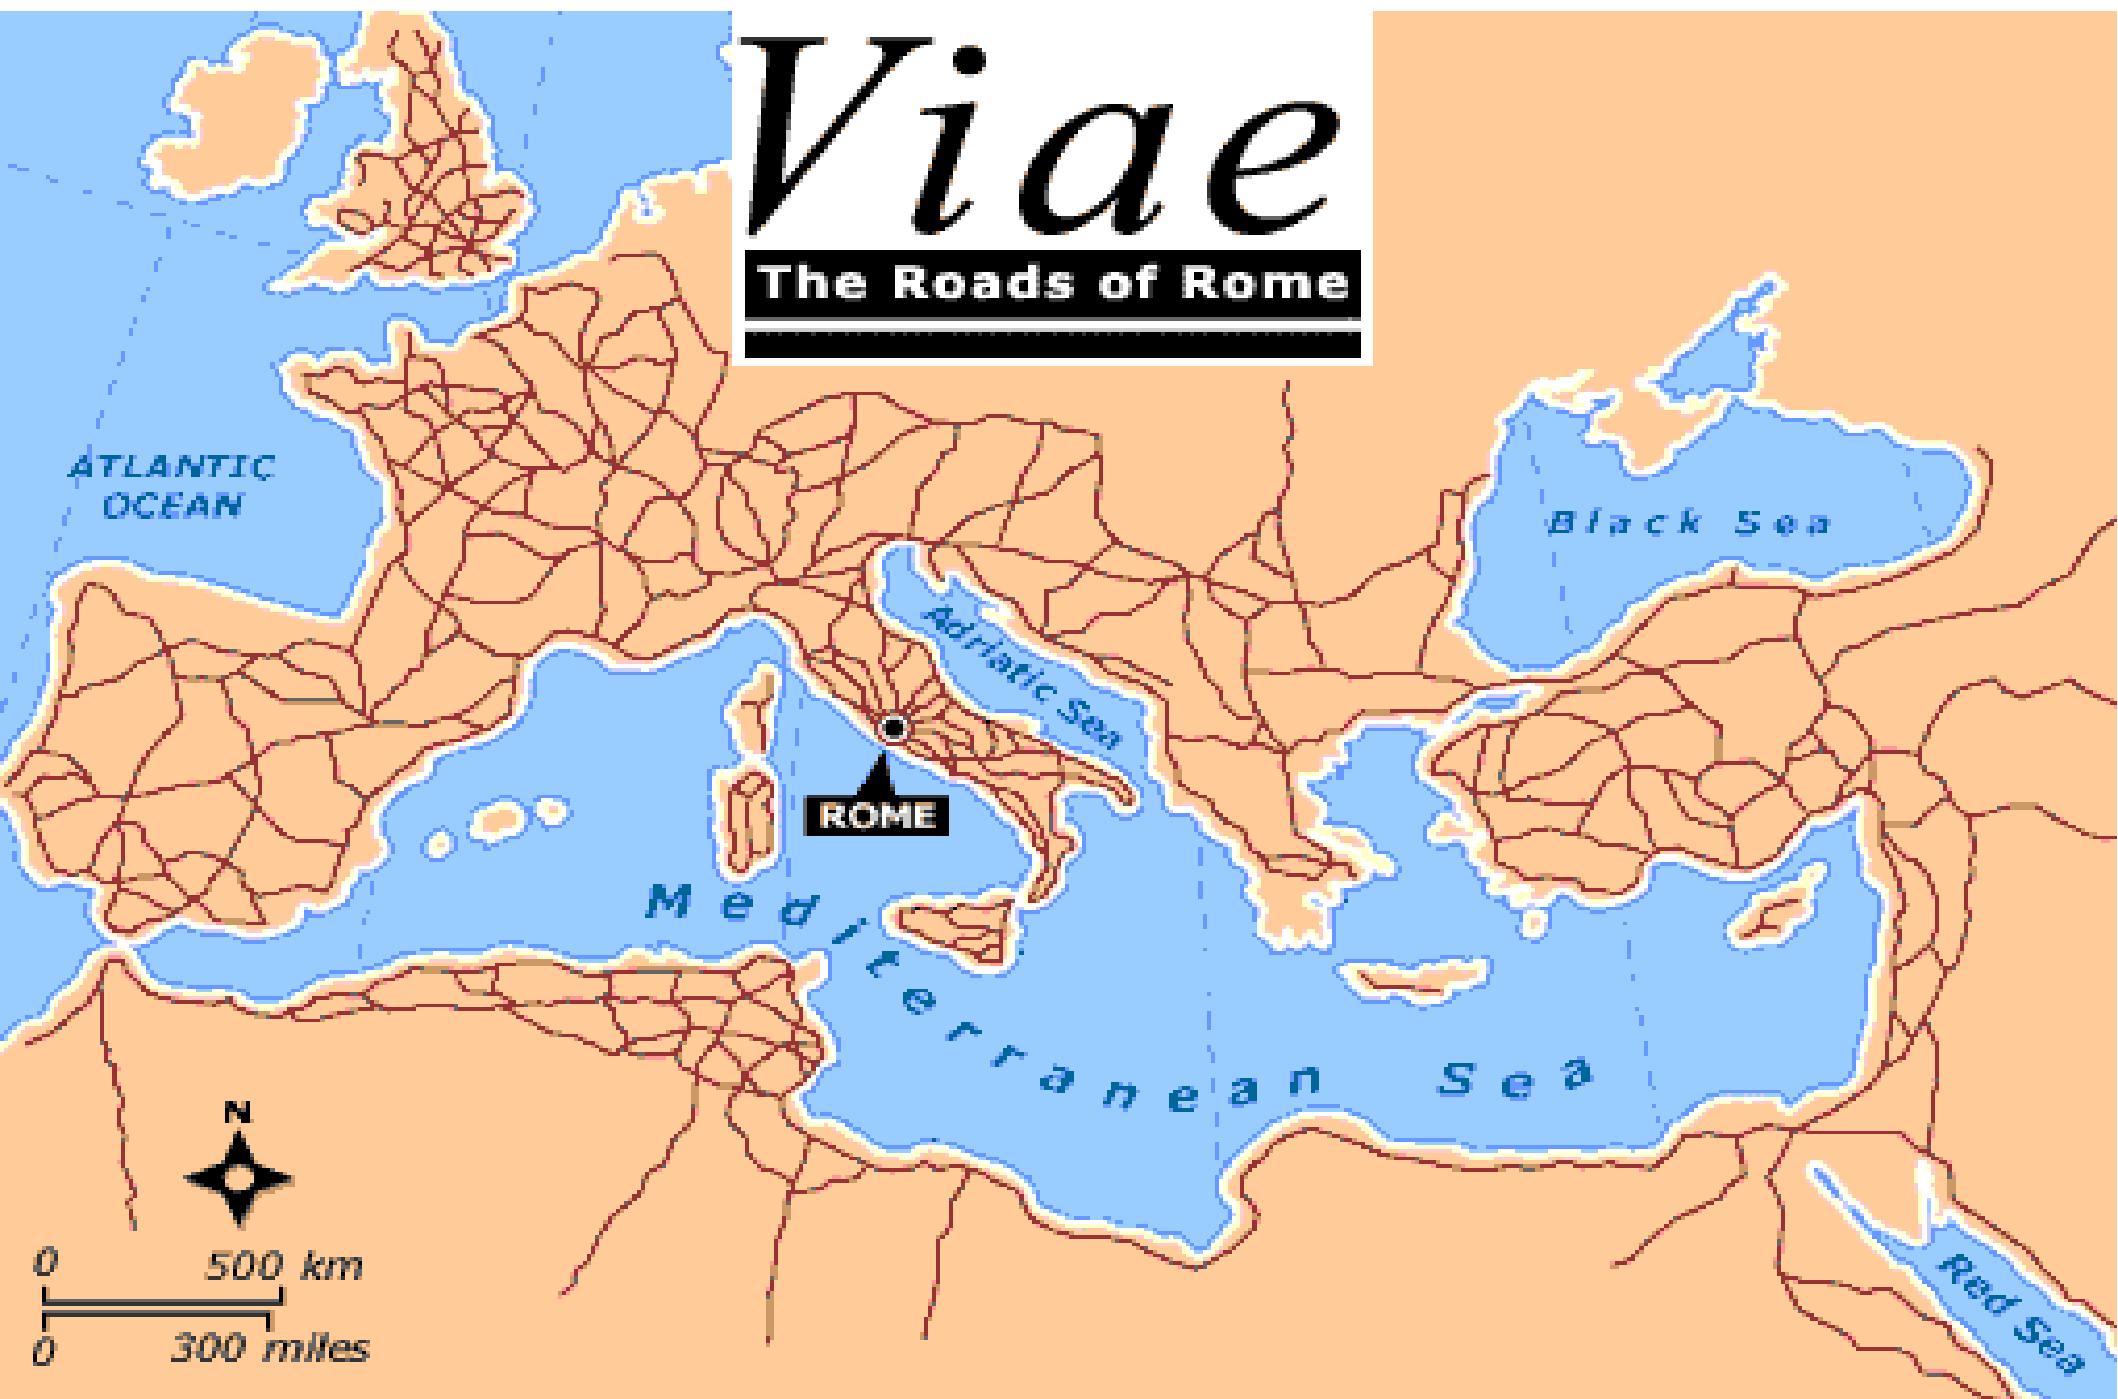 Viae
The Roads of Rome
ATLANTIC
OCEAN
Black Sea
Adriatic Sea
ROME
Mediterranean Sea
N
0 500 km
0 300 miles
Red Sea